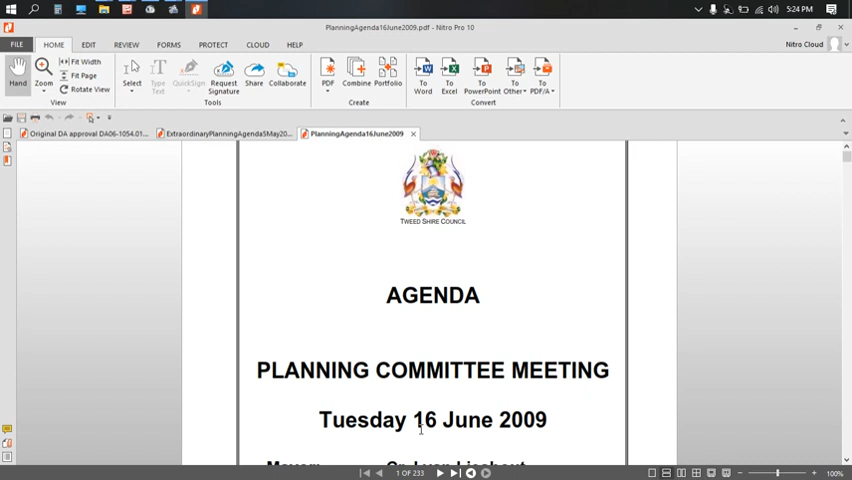 5:24 PM
PlanningAgenda16June2009.pdf - Nitro Pro 10
FILE HOME EDIT REVIEW FORMS PROTECT CLOUD HELP Nitro Cloud
Hand
Zoom
Fit Width
Fit Page
Rotate View
View
Select
Type Text
QuickSign
Request Signature
Share
Collaborate
Tools
PDF
Combine
Portfolio
Create
To Word
To Excel
To PowerPoint
To Other
To PDF/A
Convert
Original DA approval DA06-1054.01... ExtraordinaryPlanningAgenda5May20... PlanningAgenda16June2009
TWEED SHIRE COUNCIL
AGENDA
PLANNING COMMITTEE MEETING
Tuesday 16 June 2009
1 OF 233
100%